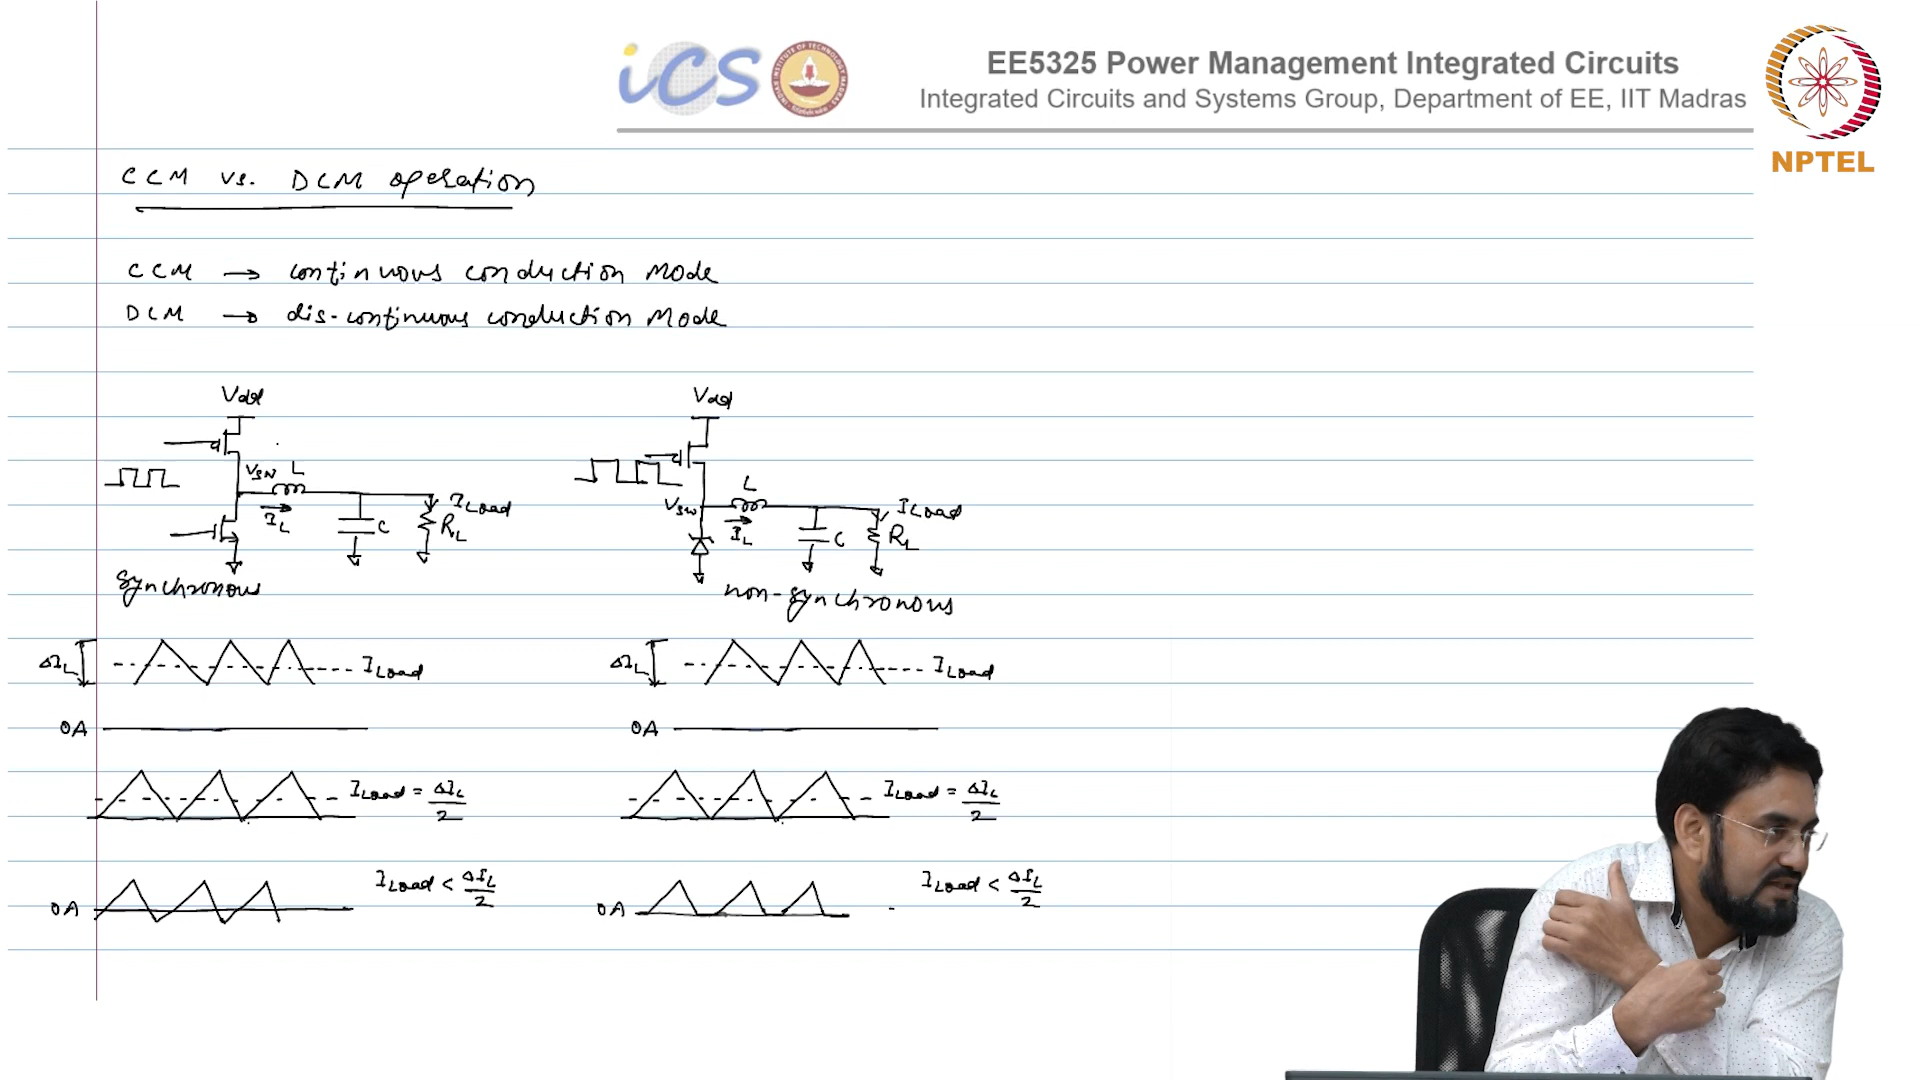 iCS
EE5325 Power Management Integrated Circuits
Integrated Circuits and Systems Group, Department of EE, IIT Madras
NPTEL
CCM vs. DCM operation
CCM → continuous conduction Mode
DCM → dis-continuous conduction Mode
Vdd
VSW L
IL
C
RL
ILoad
synchronous
Vdd
VSW
L
IL
C
RL
ILoad
non-synchronous
ΔIL
ILoad
0A
ΔIL
ILoad
0A
ILoad = ΔIL/2
ILoad = ΔIL/2
0A
ILoad < ΔIL/2
0A
ILoad < ΔIL/2